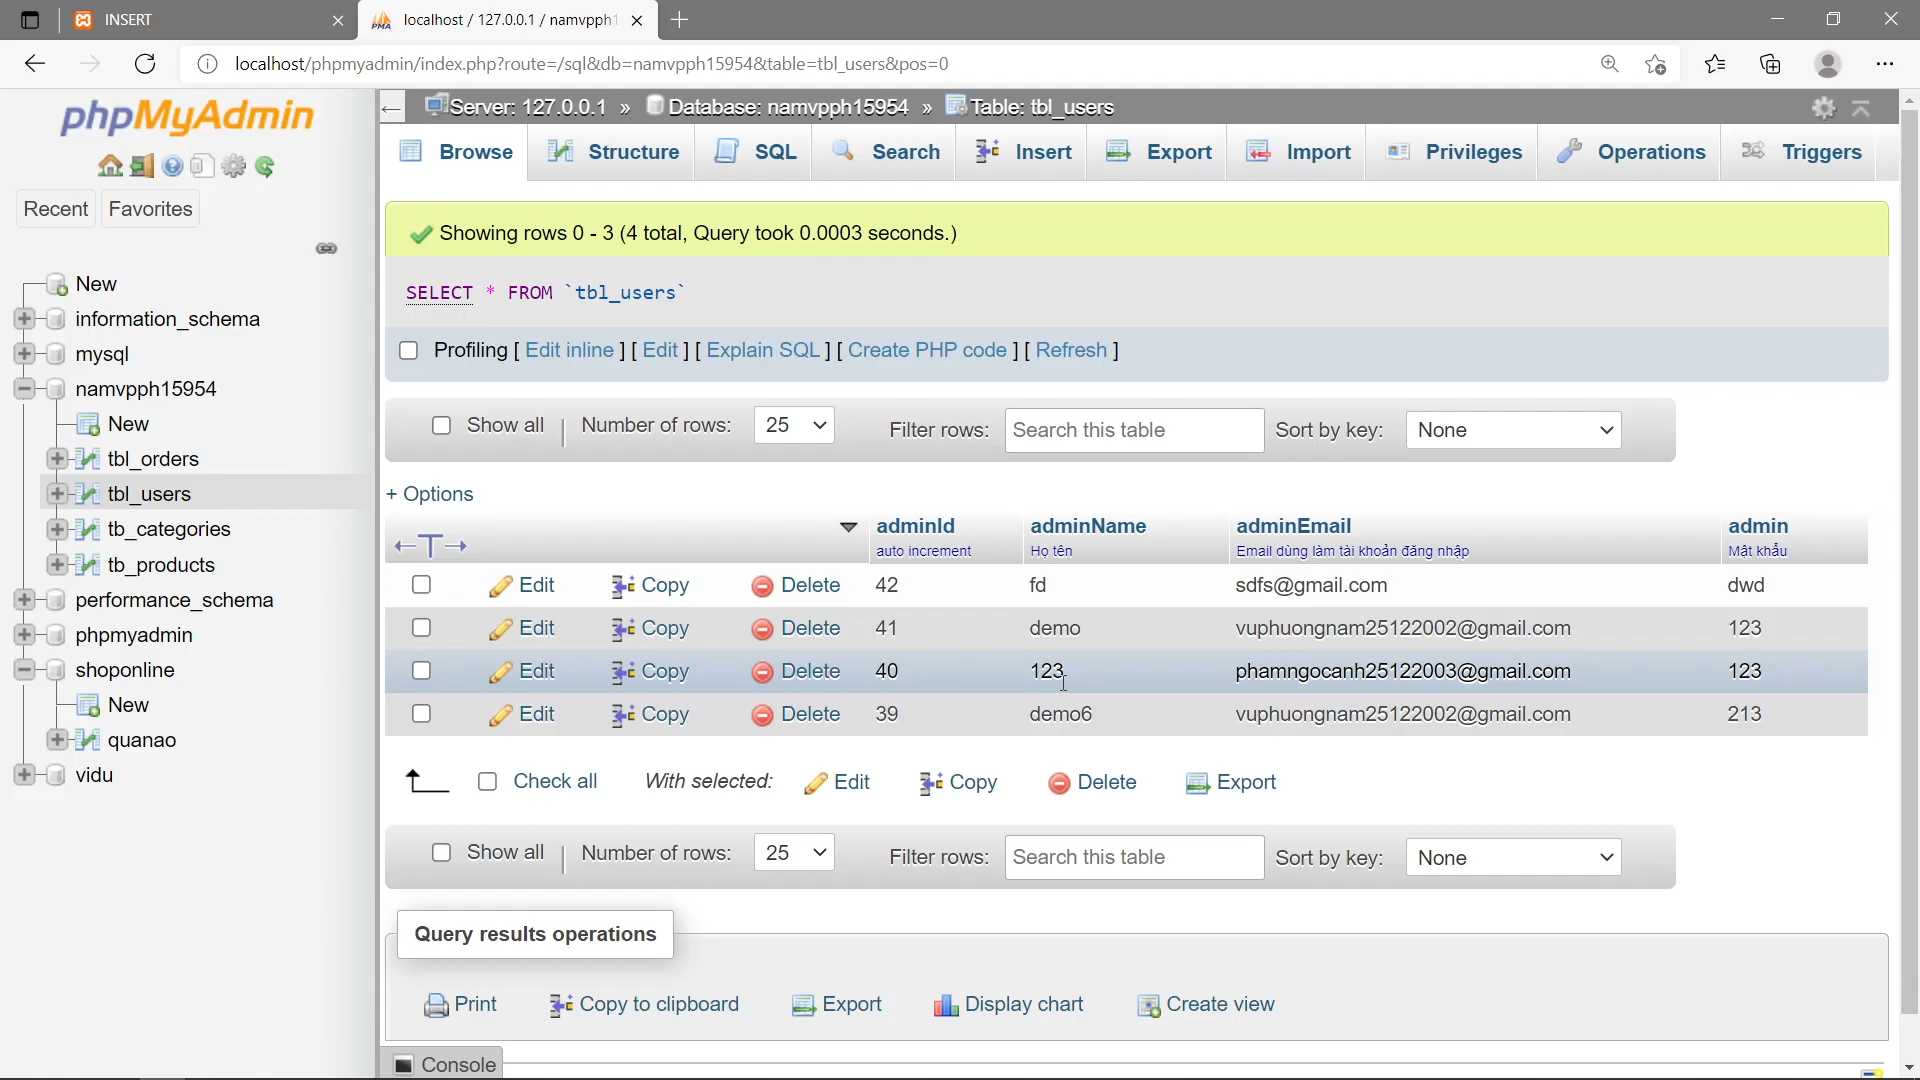 INSERT
localhost / 127.0.0.1 / namvpph1
localhost/phpmyadmin/index.php?route=/sql&db=namvpph15954&table=tbl_users&pos=0
phpMyAdmin
Recent Favorites
New
information_schema
mysql
namvpph15954
New
tbl_orders
tbl_users
tb_categories
tb_products
performance_schema
phpmyadmin
shoponline
New
quanao
vidu
Server: 127.0.0.1 » Database: namvpph15954 » Table: tbl_users
Browse Structure SQL Search Insert Export Import Privileges Operations Triggers
Showing rows 0 - 3 (4 total, Query took 0.0003 seconds.)
SELECT * FROM `tbl_users`
Profiling [ Edit inline ] [ Edit ] [ Explain SQL ] [ Create PHP code ] [ Refresh ]
Show all | Number of rows: 25 Filter rows: Search this table Sort by key: None
+ Options
adminId adminName adminEmail admin
auto increment Họ tên Email dùng làm tài khoản đăng nhập Mật khẩu
Edit Copy Delete 42 fd sdfs@gmail.com dwd
Edit Copy Delete 41 demo vuphuongnam25122002@gmail.com 123
Edit Copy Delete 40 123 phamngocanh25122003@gmail.com 123
Edit Copy Delete 39 demo6 vuphuongnam25122002@gmail.com 213
Check all With selected: Edit Copy Delete Export
Show all | Number of rows: 25 Filter rows: Search this table Sort by key: None
Query results operations
Print Copy to clipboard Export Display chart Create view
Console